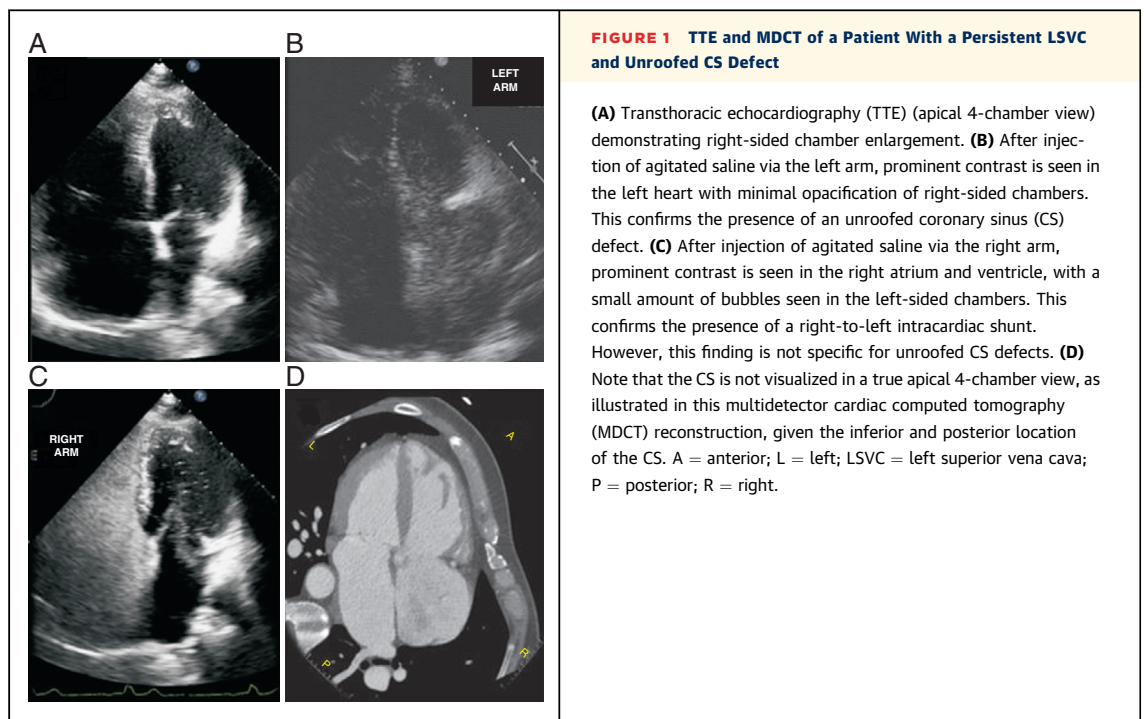 A
B
LEFT
ARM
C
RIGHT
ARM
D
L
A
P
R
FIGURE 1 TTE and MDCT of a Patient With a Persistent LSVC
and Unroofed CS Defect
(A) Transthoracic echocardiography (TTE) (apical 4-chamber view)
demonstrating right-sided chamber enlargement. (B) After injec-
tion of agitated saline via the left arm, prominent contrast is seen in
the left heart with minimal opacification of right-sided chambers.
This confirms the presence of an unroofed coronary sinus (CS)
defect. (C) After injection of agitated saline via the right arm,
prominent contrast is seen in the right atrium and ventricle, with a
small amount of bubbles seen in the left-sided chambers. This
confirms the presence of a right-to-left intracardiac shunt.
However, this finding is not specific for unroofed CS defects. (D)
Note that the CS is not visualized in a true apical 4-chamber view, as
illustrated in this multidetector cardiac computed tomography
(MDCT) reconstruction, given the inferior and posterior location
of the CS. A = anterior; L = left; LSVC = left superior vena cava;
P = posterior; R = right.